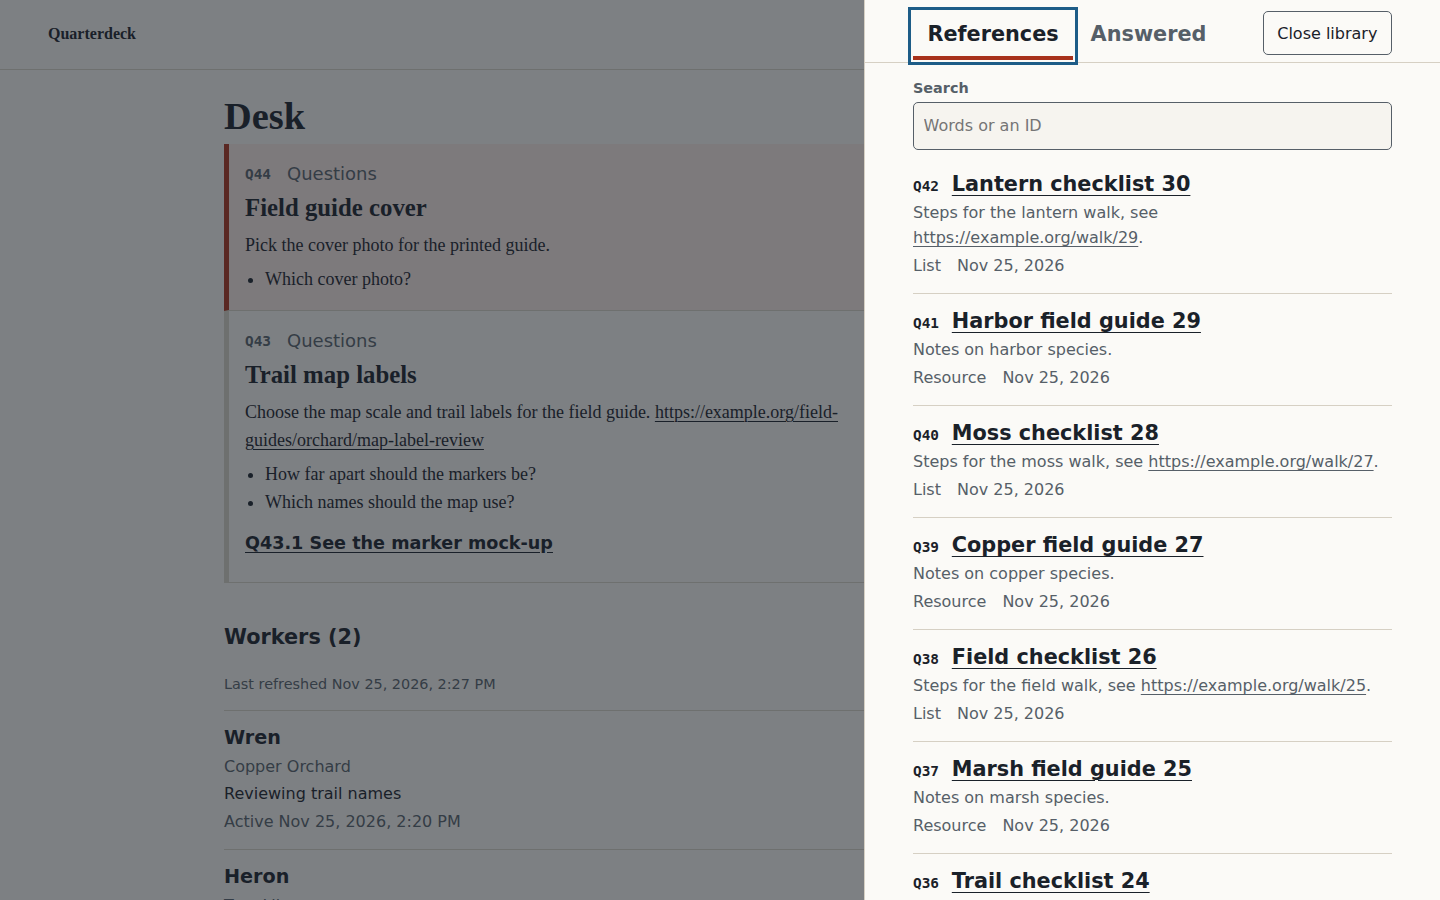 Quarterdeck
Desk
Q44 Questions
Field guide cover
Pick the cover photo for the printed guide.
• Which cover photo?
Q43 Questions
Trail map labels
Choose the map scale and trail labels for the field guide. https://example.org/field-
guides/orchard/map-label-review
• How far apart should the markers be?
• Which names should the map use?
Q43.1 See the marker mock-up
Workers (2)
Last refreshed Nov 25, 2026, 2:27 PM
Wren
Copper Orchard
Reviewing trail names
Active Nov 25, 2026, 2:20 PM
Heron
References Answered Close library
Search
Words or an ID
Q42 Lantern checklist 30
Steps for the lantern walk, see
https://example.org/walk/29.
List Nov 25, 2026
Q41 Harbor field guide 29
Notes on harbor species.
Resource Nov 25, 2026
Q40 Moss checklist 28
Steps for the moss walk, see https://example.org/walk/27.
List Nov 25, 2026
Q39 Copper field guide 27
Notes on copper species.
Resource Nov 25, 2026
Q38 Field checklist 26
Steps for the field walk, see https://example.org/walk/25.
List Nov 25, 2026
Q37 Marsh field guide 25
Notes on marsh species.
Resource Nov 25, 2026
Q36 Trail checklist 24